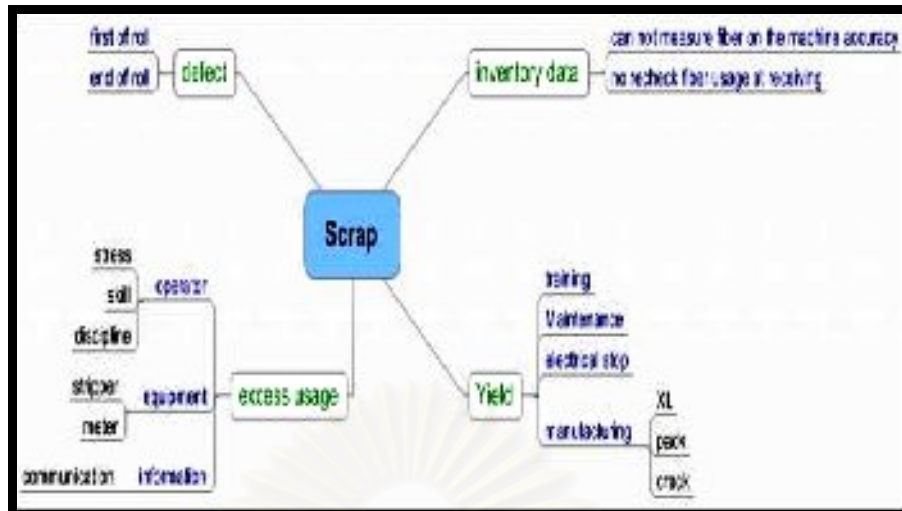 first of roll
end of roll
defect
inventory data
can not measure fiber on the machine accuracy
no recheck fiber usage at receiving
Scrap
stress
skill
discipline
operator
stripper
meter
equipment
communication
information
excess usage
Yield
training
Maintenance
electrical stop
manufacturing
XL
pack
crack